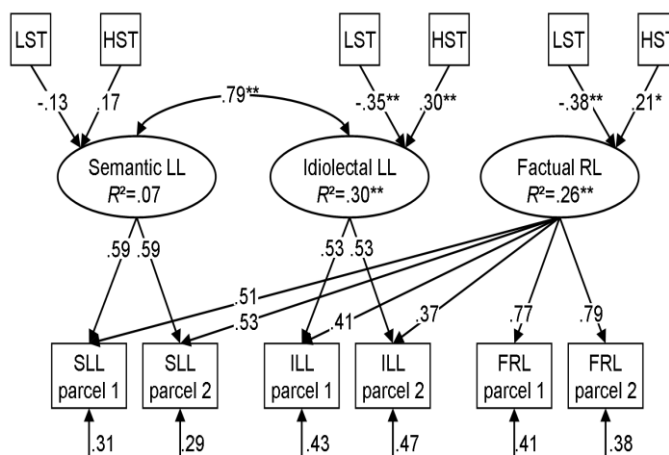 LST HST LST HST LST HST
-.13 .17 .79** -.35** .30** -.38** .21*
Semantic LL Idiolectal LL Factual RL
R²=.07 R²=.30** R²=.26**
.59 .59 .53 .53
.51 .53 .41 .37 .77 .79
SLL SLL ILL ILL FRL FRL
parcel 1 parcel 2 parcel 1 parcel 2 parcel 1 parcel 2
.31 .29 .43 .47 .41 .38